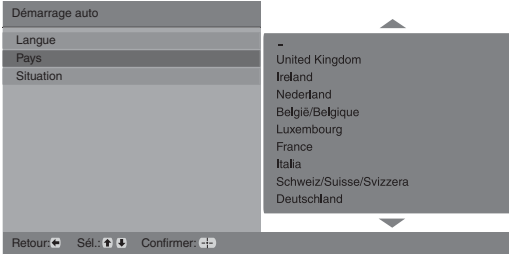 Démarrage auto
Langue
Pays
Situation
-
United Kingdom
Ireland
Nederland
België/Belgique
Luxembourg
France
Italia
Schweiz/Suisse/Svizzera
Deutschland
Retour: Sél.: Confirmer: